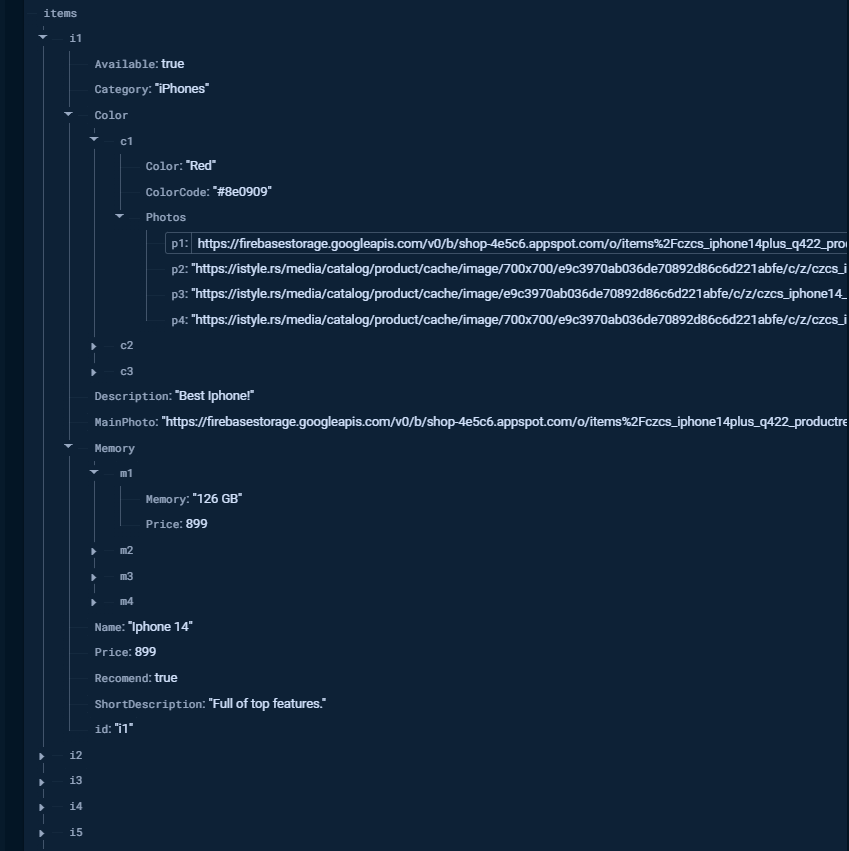 items
i1
Available: true
Category: "iPhones"
Color
c1
Color: "Red"
ColorCode: "#8e0909"
Photos
p1: https://firebasestorage.googleapis.com/v0/b/shop-4e5c6.appspot.com/o/items%2Fczcs_iphone14plus_q422_pro
p2: "https://istyle.rs/media/catalog/product/cache/image/700x700/e9c3970ab036de70892d86c6d221abfe/c/z/czcs_i
p3: "https://istyle.rs/media/catalog/product/cache/image/e9c3970ab036de70892d86c6d221abfe/c/z/czcs_iphone14_
p4: "https://istyle.rs/media/catalog/product/cache/image/700x700/e9c3970ab036de70892d86c6d221abfe/c/z/czcs_i
c2
c3
Description: "Best Iphone!"
MainPhoto: "https://firebasestorage.googleapis.com/v0/b/shop-4e5c6.appspot.com/o/items%2Fczcs_iphone14plus_q422_productre
Memory
m1
Memory: "126 GB"
Price: 899
m2
m3
m4
Name: "Iphone 14"
Price: 899
Recomend: true
ShortDescription: "Full of top features."
id: "i1"
i2
i3
i4
i5